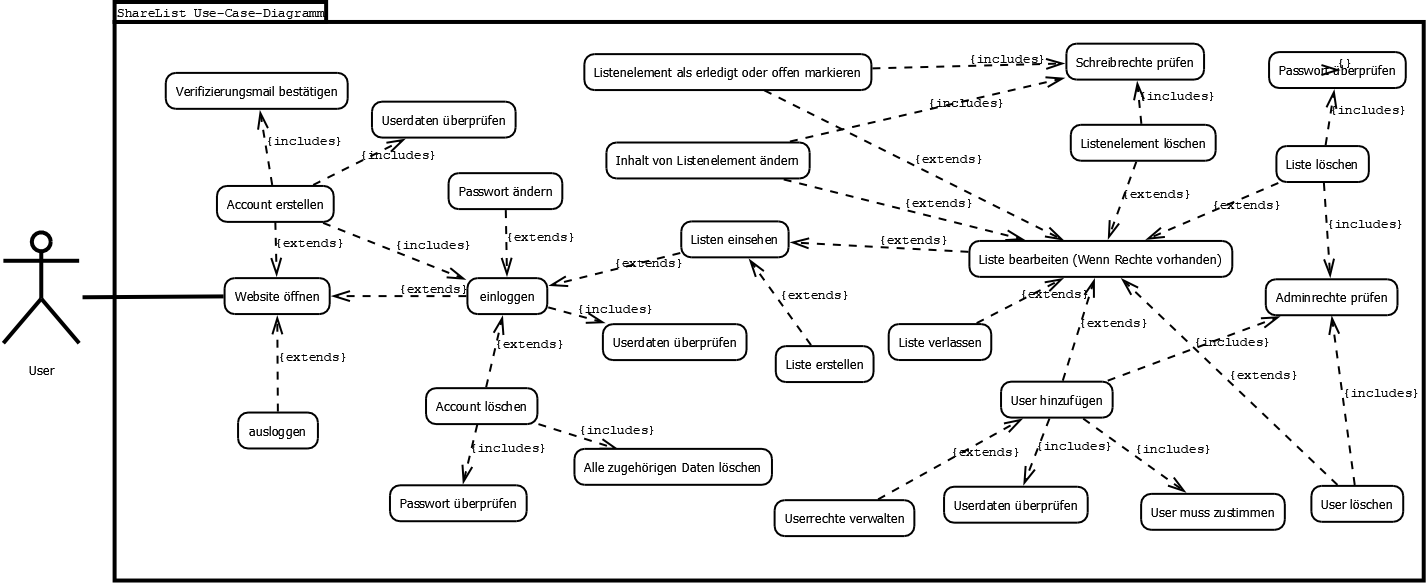 ShareList Use-Case-Diagramm
Listenelement als erledigt oder offen markieren
{includes}
Schreibrechte prüfen
Passwort überprüfen
{}
Verifizierungsmail bestätigen
{includes}
{includes}
{includes}
Userdaten überprüfen
{includes}
{includes}
Listenelement löschen
Inhalt von Listenelement ändern
{extends}
Liste löschen
Passwort ändern
{extends}
Account erstellen
{extends}
{extends}
{includes}
{extends}
{includes}
{extends}
Listen einsehen
{extends}
{extends}
Liste bearbeiten (Wenn Rechte vorhanden)
Website öffnen
{extends}
einloggen
{extends}
{extends}
Adminrechte prüfen
{includes}
{extends}
Userdaten überprüfen
{extends}
Liste verlassen
{includes}
{extends}
Liste erstellen
User
{extends}
{includes}
Account löschen
User hinzufügen
ausloggen
{includes}
{includes}
{extends}
{includes}
{includes}
Alle zugehörigen Daten löschen
Passwort überprüfen
Userrechte verwalten
Userdaten überprüfen
User muss zustimmen
User löschen